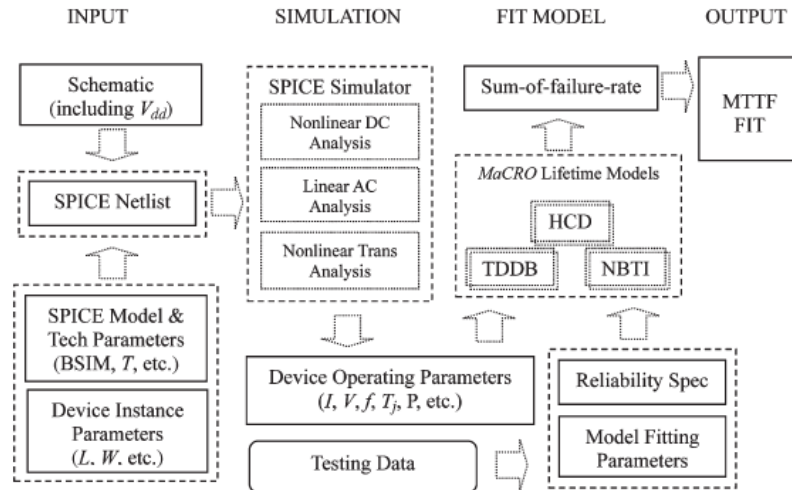 INPUT
SIMULATION
FIT MODEL
OUTPUT
Schematic
(including Vdd)
SPICE Netlist
SPICE Model &
Tech Parameters
(BSIM, T, etc.)
Device Instance
Parameters
(L. W. etc.)
SPICE Simulator
Nonlinear DC
Analysis
Linear AC
Analysis
Nonlinear Trans
Analysis
Device Operating Parameters
(I, V, f, Tj, P, etc.)
Testing Data
Sum-of-failure-rate
MaCRO Lifetime Models
HCD
TDDB
NBTI
Reliability Spec
Model Fitting
Parameters
MTTF
FIT